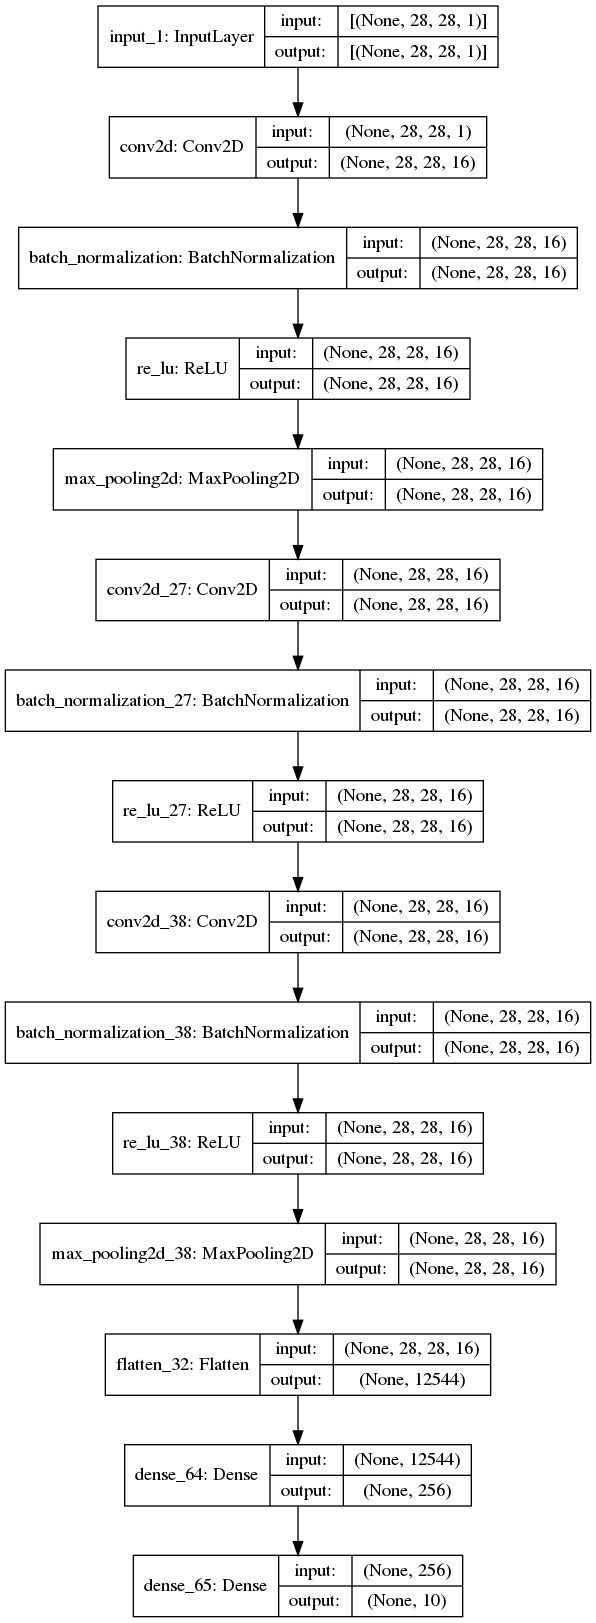 input_1: InputLayer
input:
[(None, 28, 28, 1)]
output:
[(None, 28, 28, 1)]
conv2d: Conv2D
input:
(None, 28, 28, 1)
output:
(None, 28, 28, 16)
batch_normalization: BatchNormalization
input:
(None, 28, 28, 16)
output:
(None, 28, 28, 16)
re_lu: ReLU
input:
(None, 28, 28, 16)
output:
(None, 28, 28, 16)
max_pooling2d: MaxPooling2D
input:
(None, 28, 28, 16)
output:
(None, 28, 28, 16)
conv2d_27: Conv2D
input:
(None, 28, 28, 16)
output:
(None, 28, 28, 16)
batch_normalization_27: BatchNormalization
input:
(None, 28, 28, 16)
output:
(None, 28, 28, 16)
re_lu_27: ReLU
input:
(None, 28, 28, 16)
output:
(None, 28, 28, 16)
conv2d_38: Conv2D
input:
(None, 28, 28, 16)
output:
(None, 28, 28, 16)
batch_normalization_38: BatchNormalization
input:
(None, 28, 28, 16)
output:
(None, 28, 28, 16)
re_lu_38: ReLU
input:
(None, 28, 28, 16)
output:
(None, 28, 28, 16)
max_pooling2d_38: MaxPooling2D
input:
(None, 28, 28, 16)
output:
(None, 28, 28, 16)
flatten_32: Flatten
input:
(None, 28, 28, 16)
output:
(None, 12544)
dense_64: Dense
input:
(None, 12544)
output:
(None, 256)
dense_65: Dense
input:
(None, 256)
output:
(None, 10)